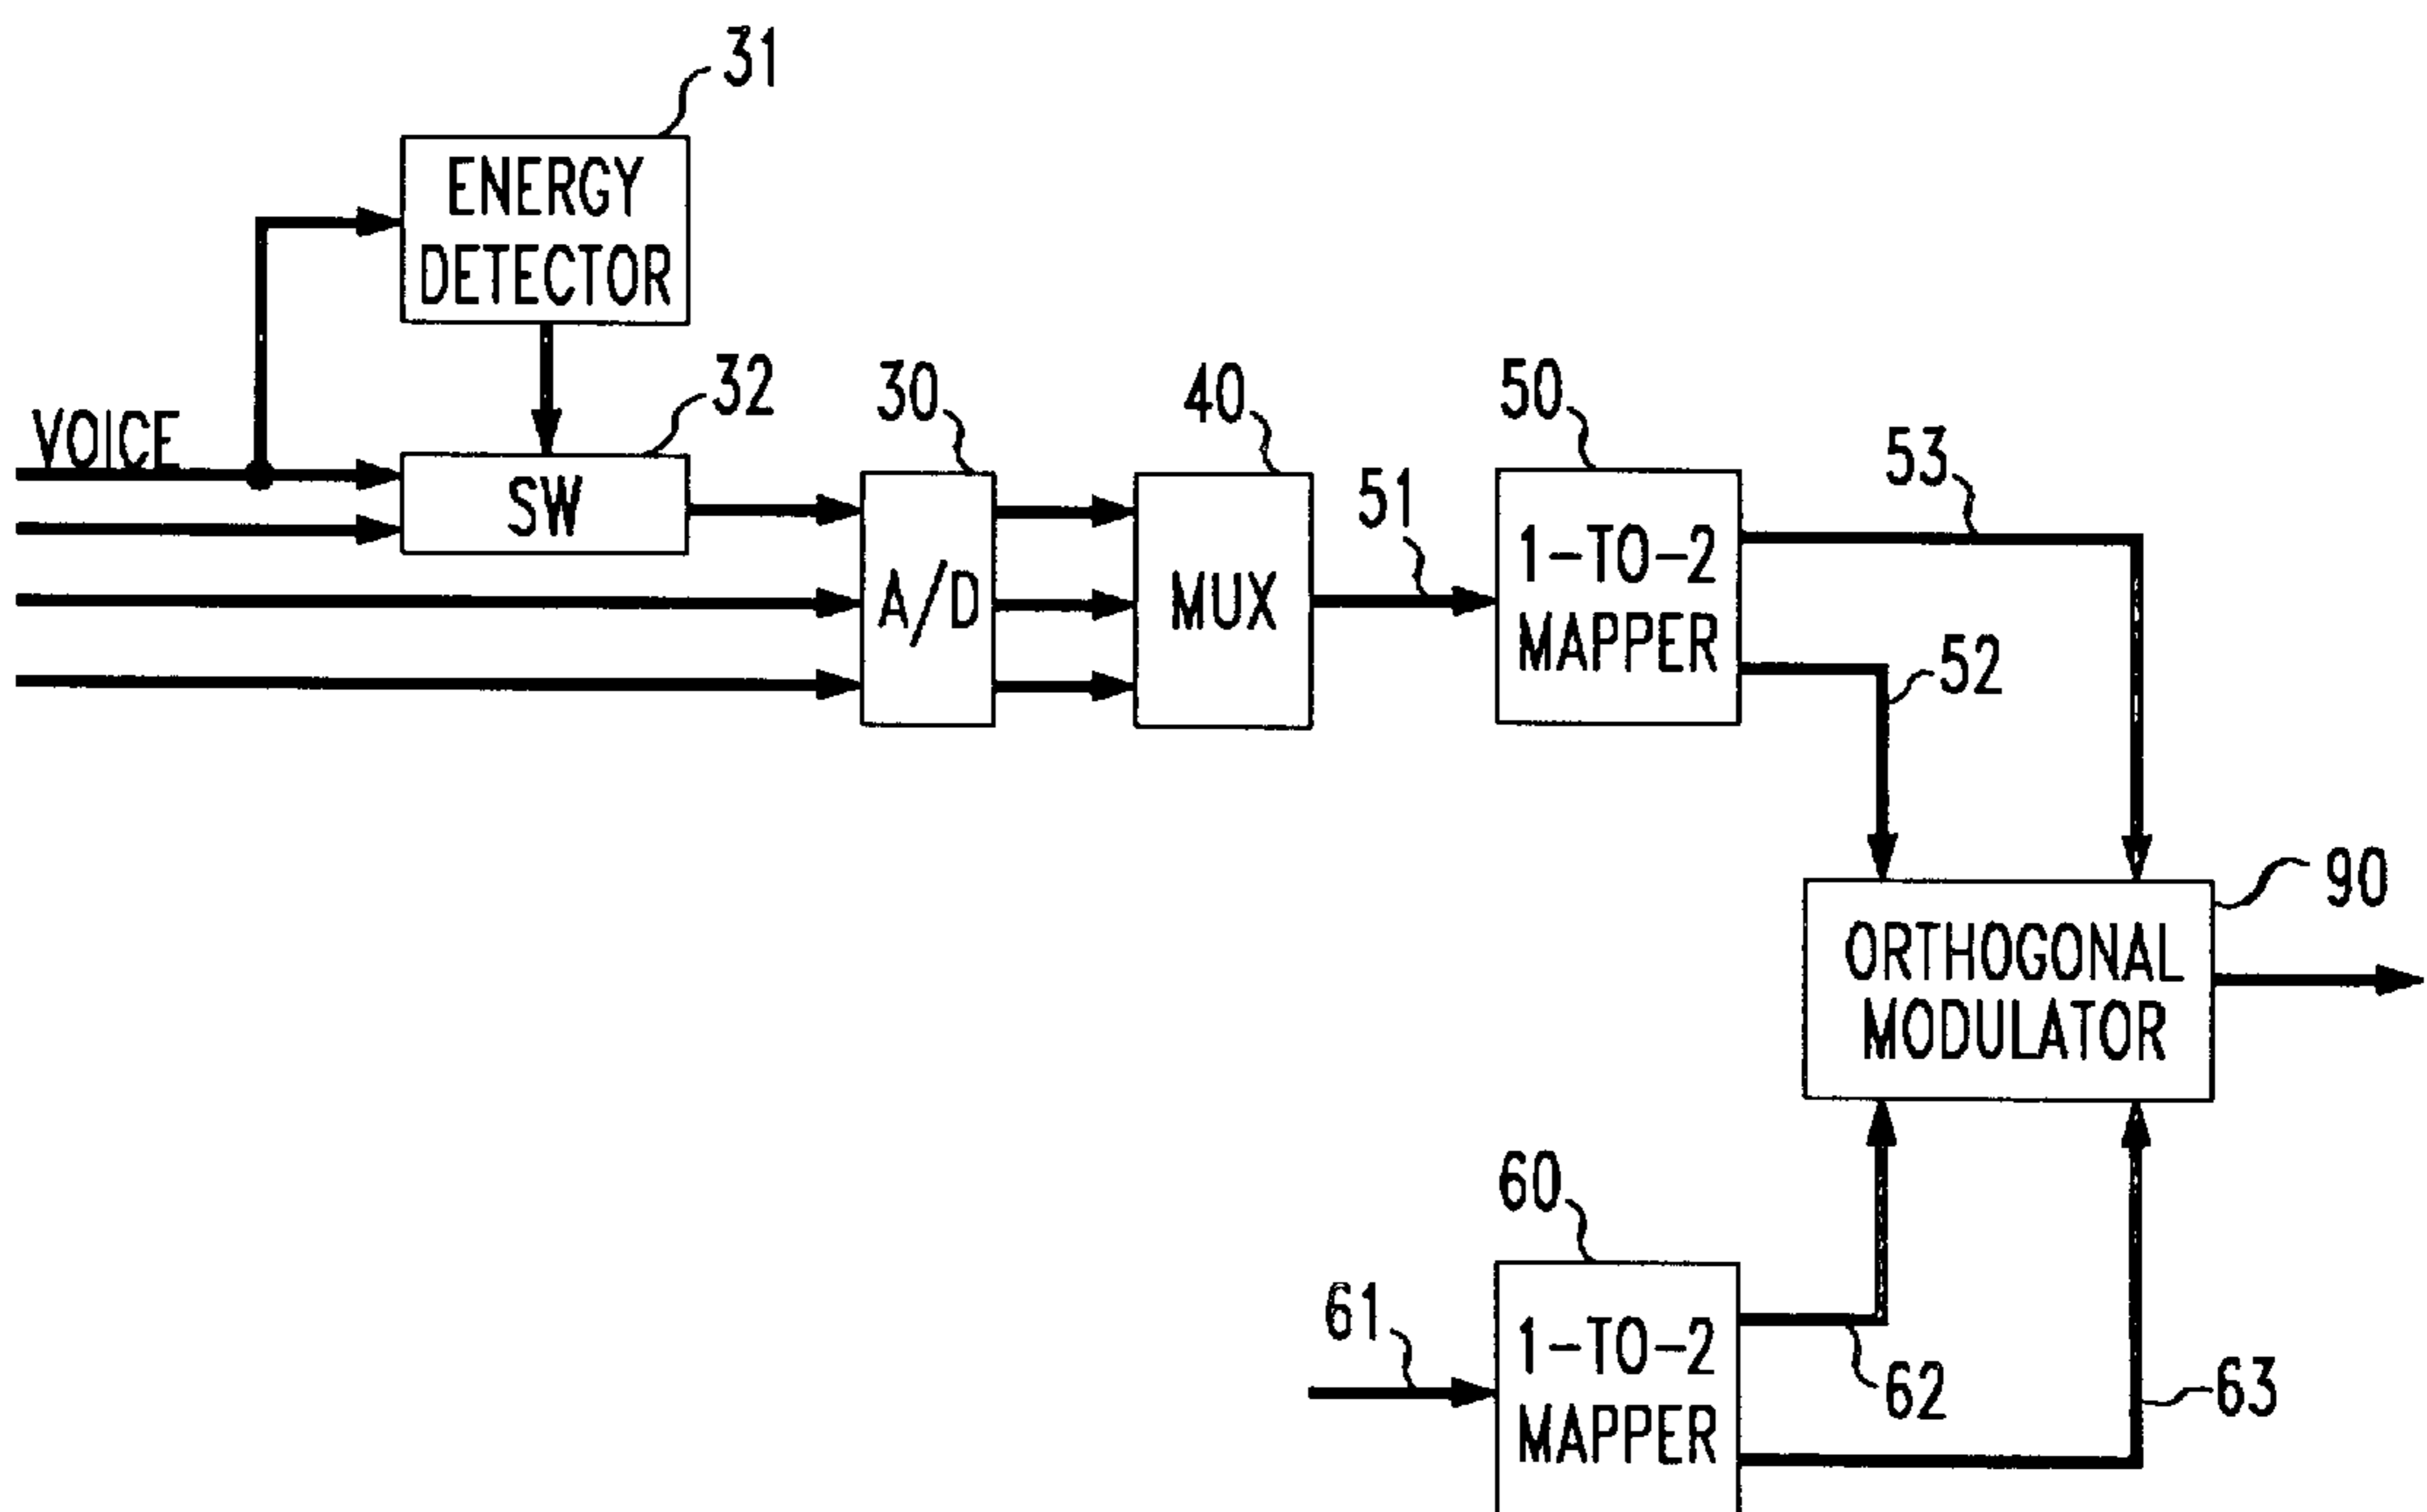 31
ENERGY
DETECTOR
32
30
40
50
53
VOICE
SW
51
A/D
MUX
1-TO-2
MAPPER
52
90
ORTHOGONAL
MODULATOR
60
61
1-TO-2
MAPPER
62
63